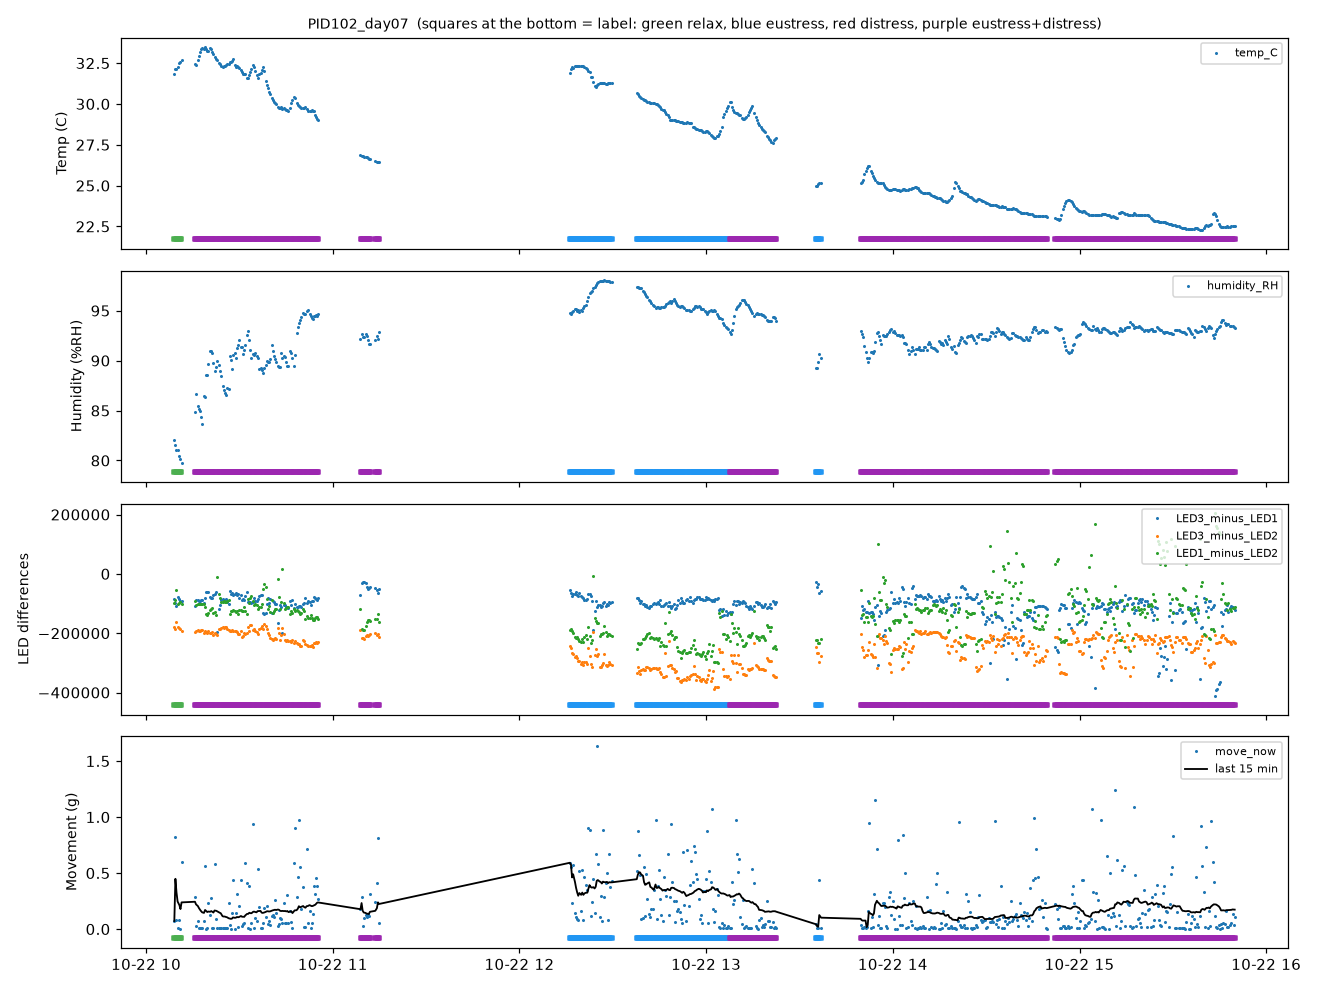 PID102_day07  (squares at the bottom = label: green relax, blue eustress, red distress, purple eustress+distress)
Temp (C)
32.5
30.0
27.5
25.0
22.5
temp_C
Humidity (%RH)
95
90
85
80
humidity_RH
LED differences
200000
0
−200000
−400000
LED3_minus_LED1
LED3_minus_LED2
LED1_minus_LED2
Movement (g)
1.5
1.0
0.5
0.0
move_now
last 15 min
10-22 10
10-22 11
10-22 12
10-22 13
10-22 14
10-22 15
10-22 16